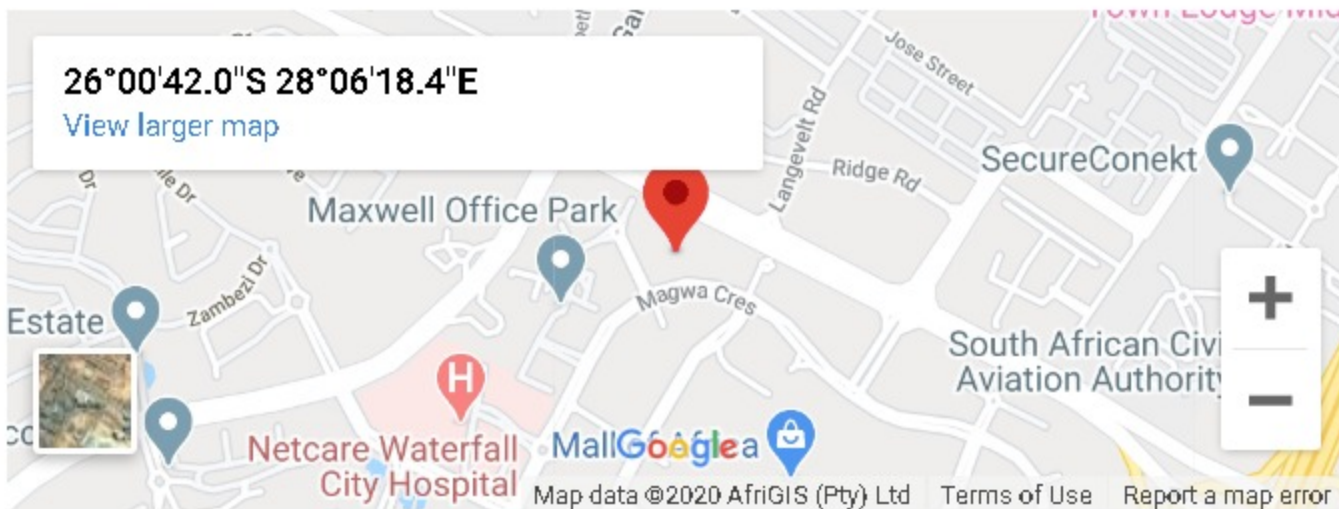 26°00'42.0"S 28°06'18.4"E
View larger map
Jose Street
Langevelt Rd
Ridge Rd
SecureConekt
Maxwell Office Park
Zambezi Dr
Magwa Cres
Estate
South African Civi
Aviation Authority
H
Netcare Waterfall
City Hospital
Mall
Google
Map data ©2020 AfriGIS (Pty) Ltd
Terms of Use
Report a map error